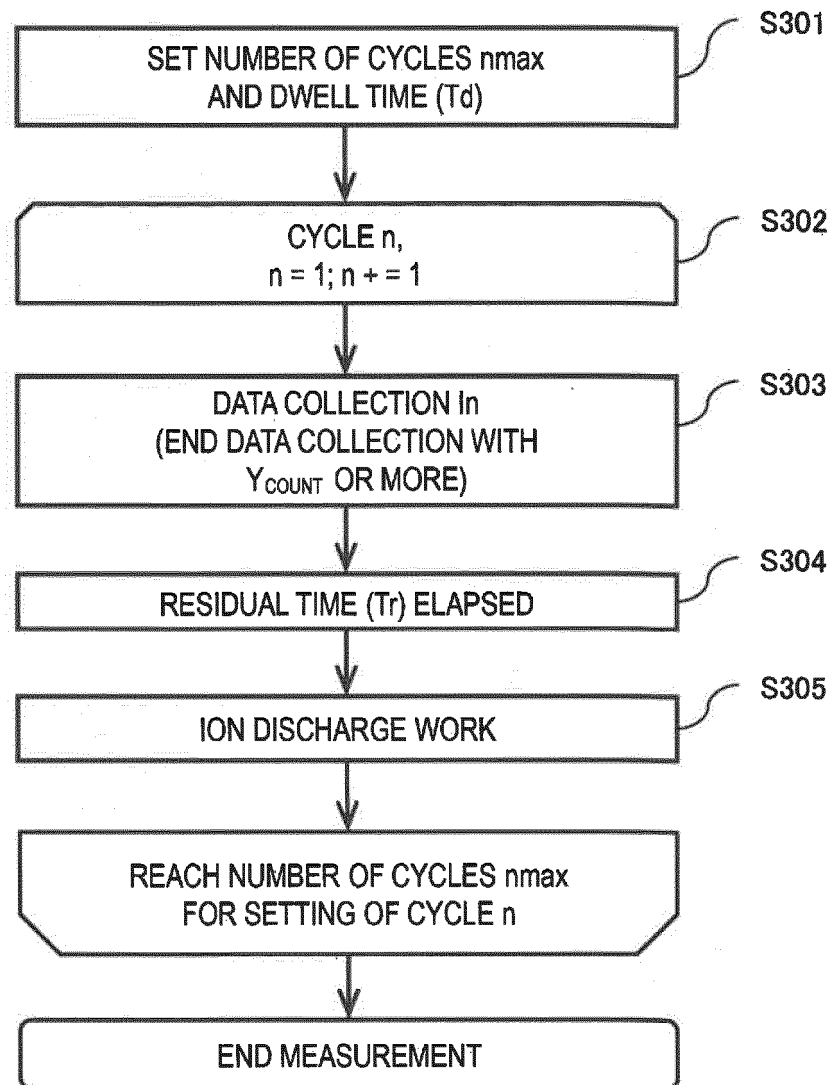 S301
SET NUMBER OF CYCLES nmax
AND DWELL TIME (Td)
S302
CYCLE n,
n = 1; n + = 1
S303
DATA COLLECTION In
(END DATA COLLECTION WITH
YCOUNT OR MORE)
S304
RESIDUAL TIME (Tr) ELAPSED
S305
ION DISCHARGE WORK
REACH NUMBER OF CYCLES nmax
FOR SETTING OF CYCLE n
END MEASUREMENT